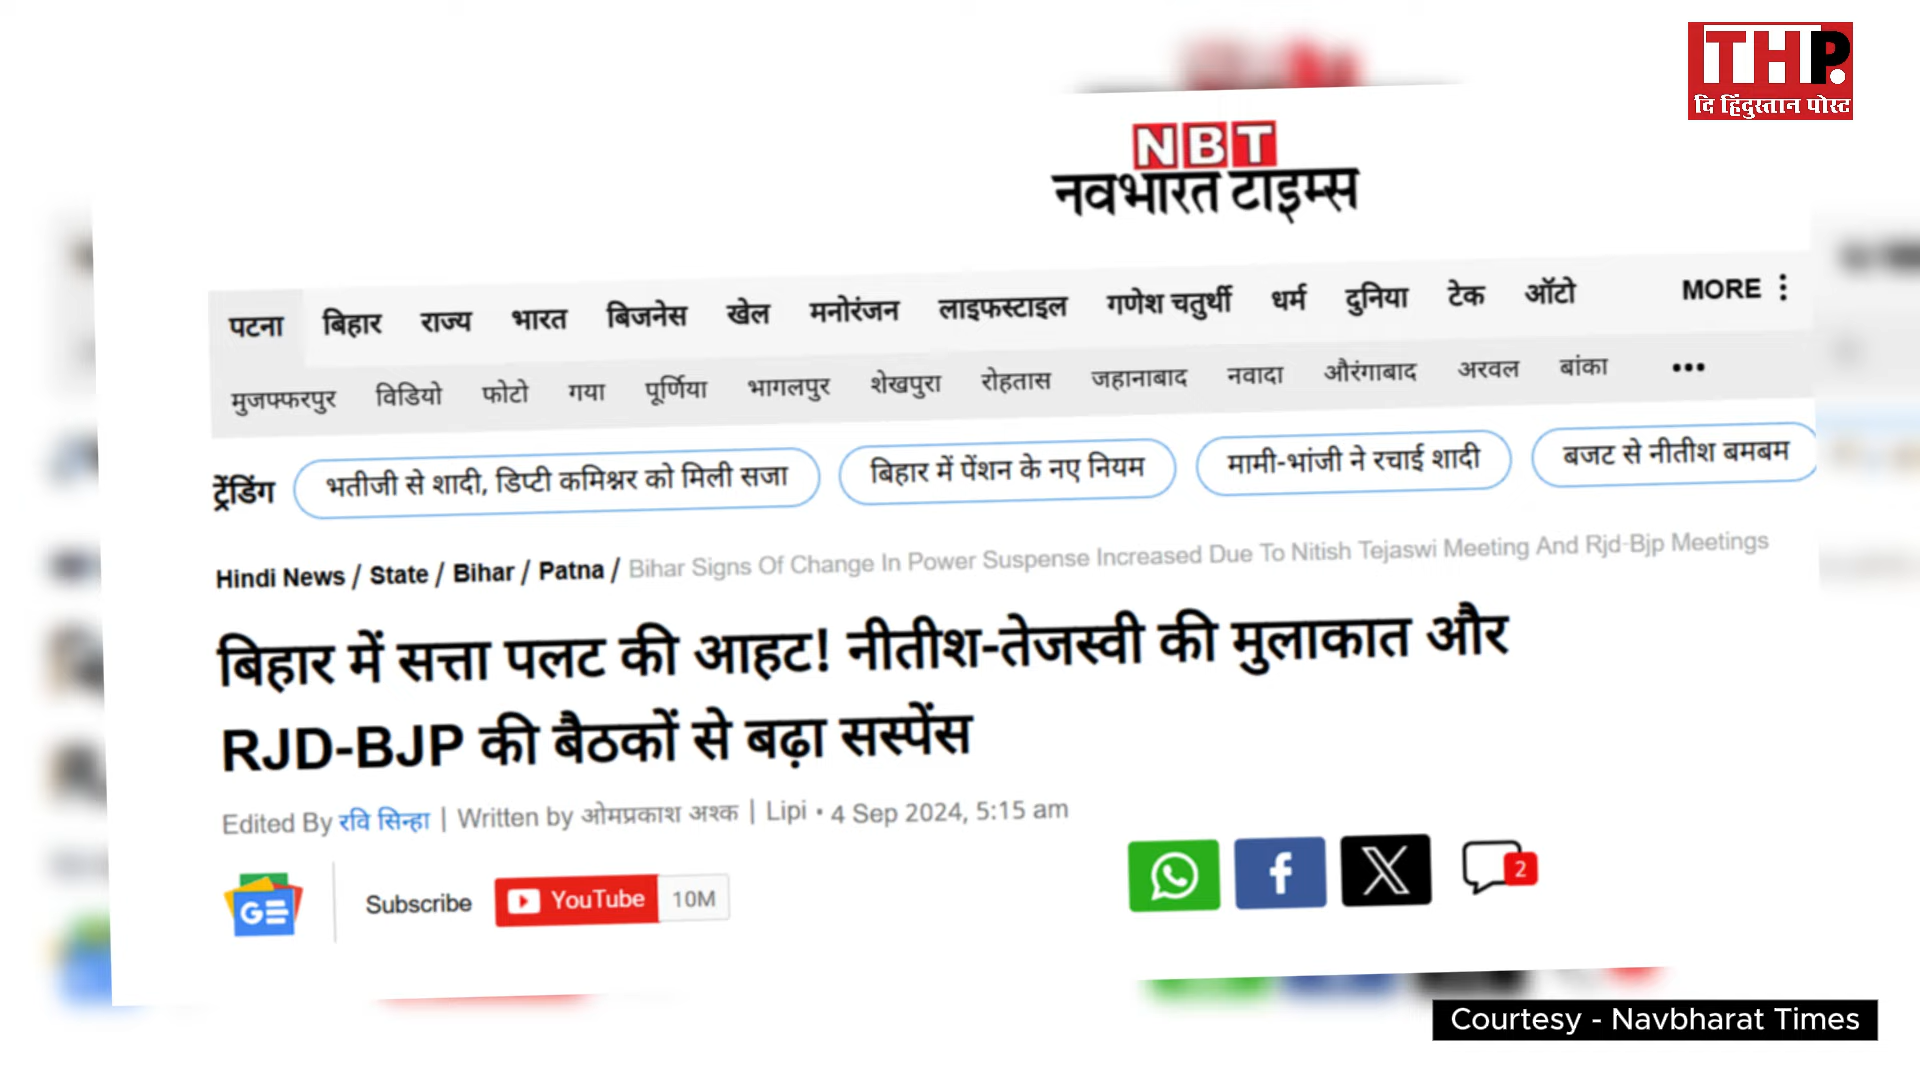 THP.
दि हिंदुस्तान पोस्ट
NBT
नवभारत टाइम्स
पटना बिहार राज्य भारत बिजनेस खेल मनोरंजन लाइफस्टाइल गणेश चतुर्थी धर्म दुनिया टेक ऑटो MORE
मुजफ्फरपुर विडियो फोटो गया पूर्णिया भागलपुर शेखपुरा रोहतास जहानाबाद नवादा औरंगाबाद अरवल बांका •••
ट्रेंडिंग भतीजी से शादी, डिप्टी कमिश्नर को मिली सजा बिहार में पेंशन के नए नियम मामी-भांजी ने रचाई शादी बजट से नीतीश बमबम
Hindi News / State / Bihar / Patna / Bihar Signs Of Change In Power Suspense Increased Due To Nitish Tejaswi Meeting And Rjd-Bjp Meetings
बिहार में सत्ता पलट की आहट! नीतीश-तेजस्वी की मुलाकात और
RJD-BJP की बैठकों से बढ़ा सस्पेंस
Edited By रवि सिन्हा | Written by ओमप्रकाश अश्क | Lipi • 4 Sep 2024, 5:15 am
Subscribe YouTube 10M 2
Courtesy - Navbharat Times